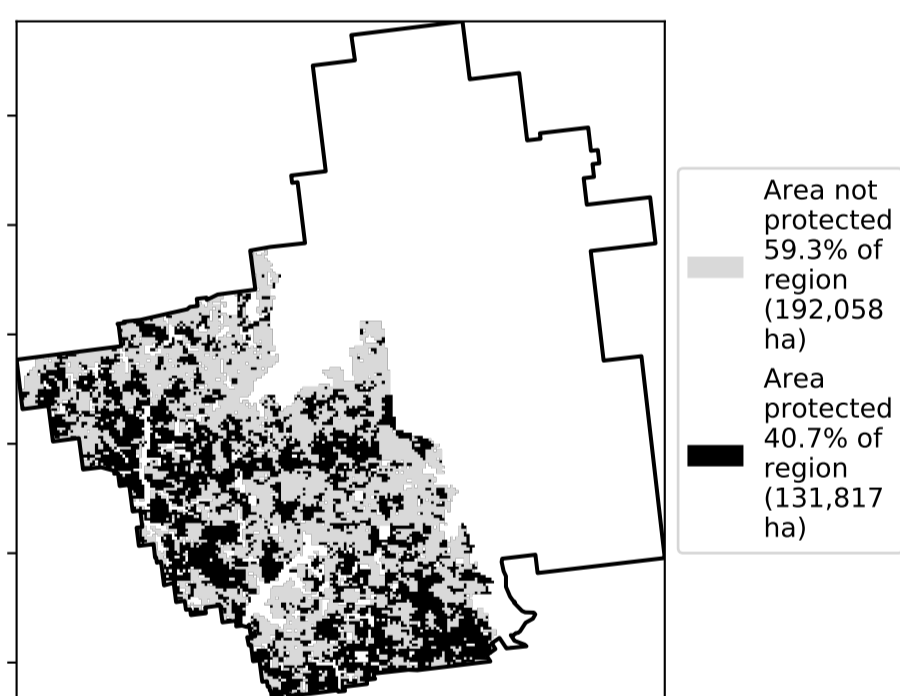 Area not
protected
59.3% of
region
(192,058
ha)
Area
protected
40.7% of
region
(131,817
ha)